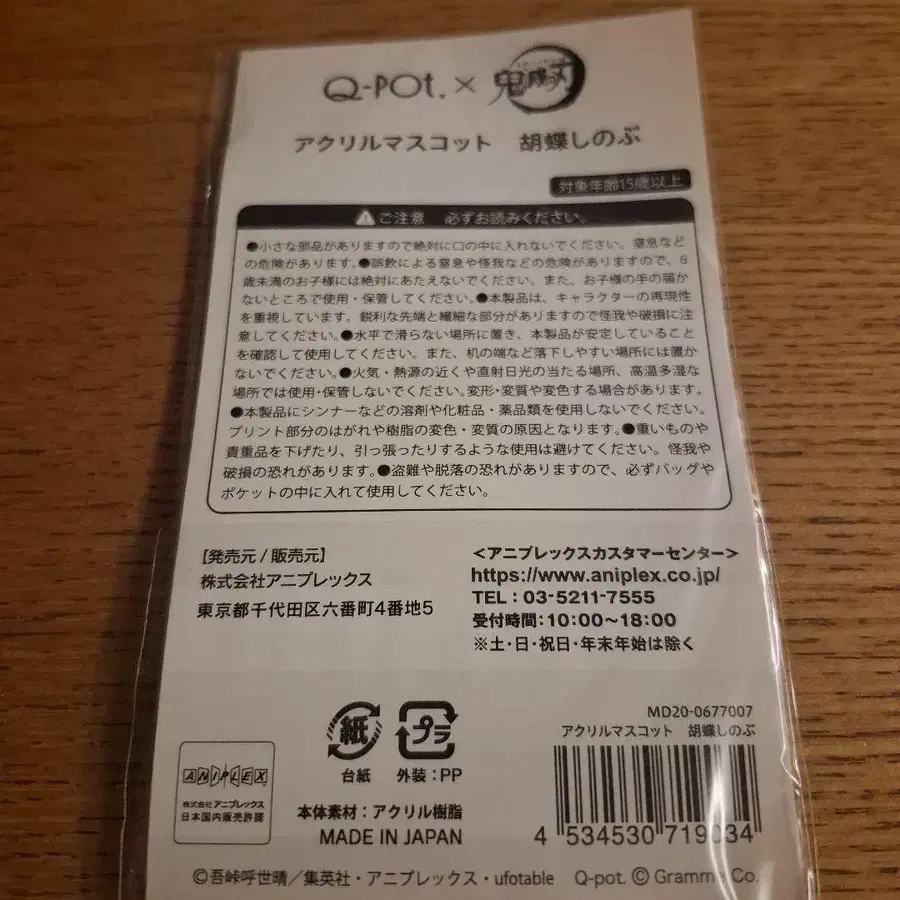 Q-POt. × 鬼滅刃
アクリルマスコット 胡蝶しのぶ
対象年齢15歳以上
ご注意 必ずお読みください。
●小さな部品がありますので絶対に口の中に入れないでください。窒息など
の危険があります。●誤飲による窒息や怪我などの危険がありますので、6
歳未満のお子様には絶対にあたえないでください。また、お子様の手の届か
ないところで使用・保管してください。●本製品は、キャラクターの再現性
を重視しています。鋭利な先端と繊細な部分がありますので怪我や破損に注
意してください。●水平で滑らない場所に置き、本製品が安定していること
を確認して使用してください。また、机の端など落下しやすい場所には置か
ないでください。●火気・熱源の近くや直射日光の当たる場所、高温多湿な
場所では使用・保管しないでください。変形・変質や変色する場合があります。
●本製品にシンナーなどの溶剤や化粧品・薬品類を使用しないでください。
プリント部分のはがれや樹脂の変色・変質の原因となります。●重いものや
貴重品を下げたり、引っ張ったりするような使用は避けてください。怪我や
破損の恐れがあります。●盗難や脱落の恐れがありますので、必ずバッグや
ポケットの中に入れて使用してください。
【発売元/販売元】
株式会社アニプレックス
東京都千代田区六番町4番地5
<アニプレックスカスタマーセンター>
https://www.aniplex.co.jp/
TEL:03-5211-7555
受付時間:10:00〜18:00
※土・日・祝日・年末年始は除く
MD20-0677007
アクリルマスコット 胡蝶しのぶ
紙
プラ
台紙 外装:PP
ANIPLEX
株式会社アニプレックス
日本国内販売許諾
本体素材:アクリル樹脂
MADE IN JAPAN
4 534530 719034
©吾峠呼世晴/集英社・アニプレックス・ufotable Q-pot. © Gramme Co.